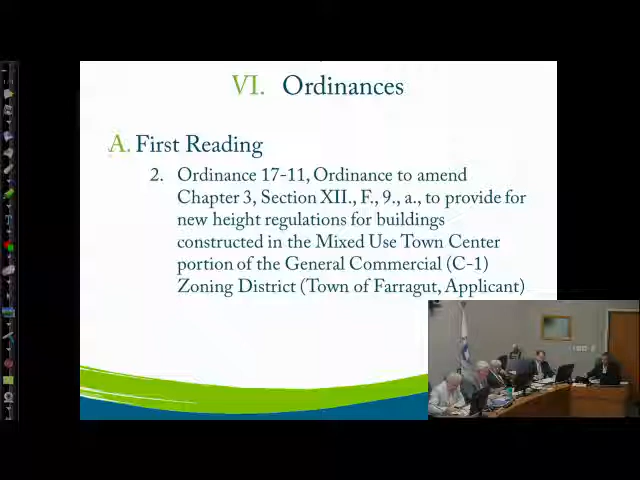 VI. Ordinances
A. First Reading
2. Ordinance 17-11, Ordinance to amend
Chapter 3, Section XII., F., 9., a., to provide for
new height regulations for buildings
constructed in the Mixed Use Town Center
portion of the General Commercial (C-1)
Zoning District (Town of Farragut, Applicant)